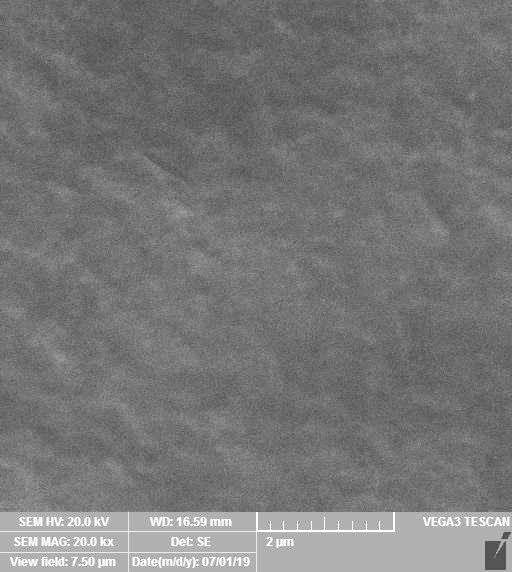 SEM HV: 20.0 kV WD: 16.59 mm VEGA3 TESCAN
SEM MAG: 20.0 kx Det: SE 2 µm
View field: 7.50 µm Date(m/d/y): 07/01/19